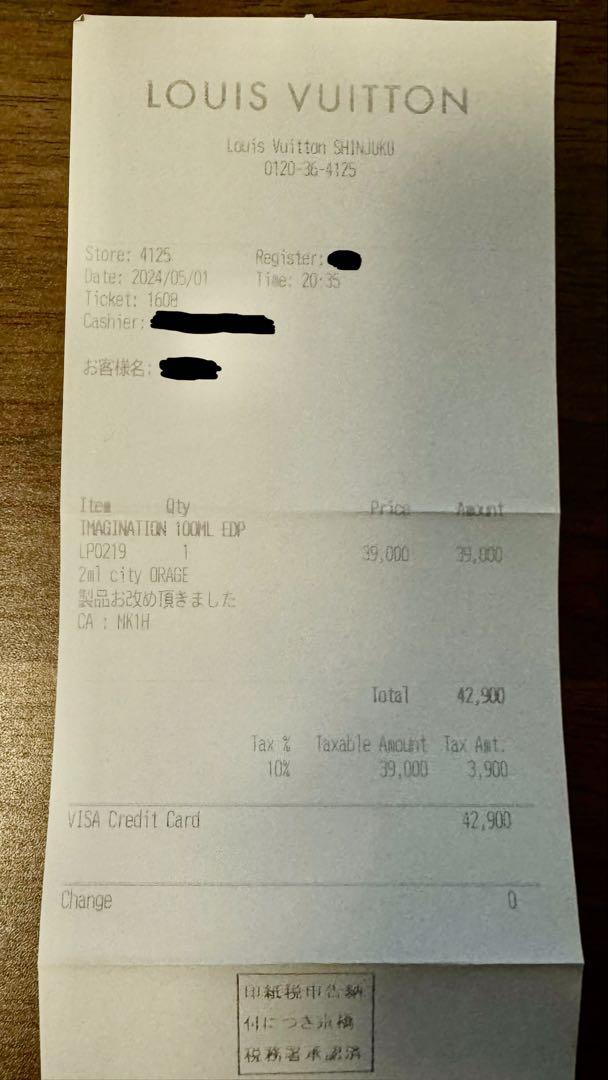 LOUIS VUITTON
Louis Vuitton SHINJUKU
0120-36-4125
Store: 4125 Register:
Date: 2024/05/01 Time: 20:35
Ticket: 1608
Cashier:
お客様名:
Item Qty Price Amount
IMAGINATION 100ML EDP
LP0219 1 39,000 39,000
2ml city ORAGE
製品お改め頂きました
CA : MK1H
Total 42,900
Tax % Taxable Amount Tax Amt.
10% 39,000 3,900
VISA Credit Card 42,900
Change 0
印紙税申告納
付につき京橋
税務署承認済